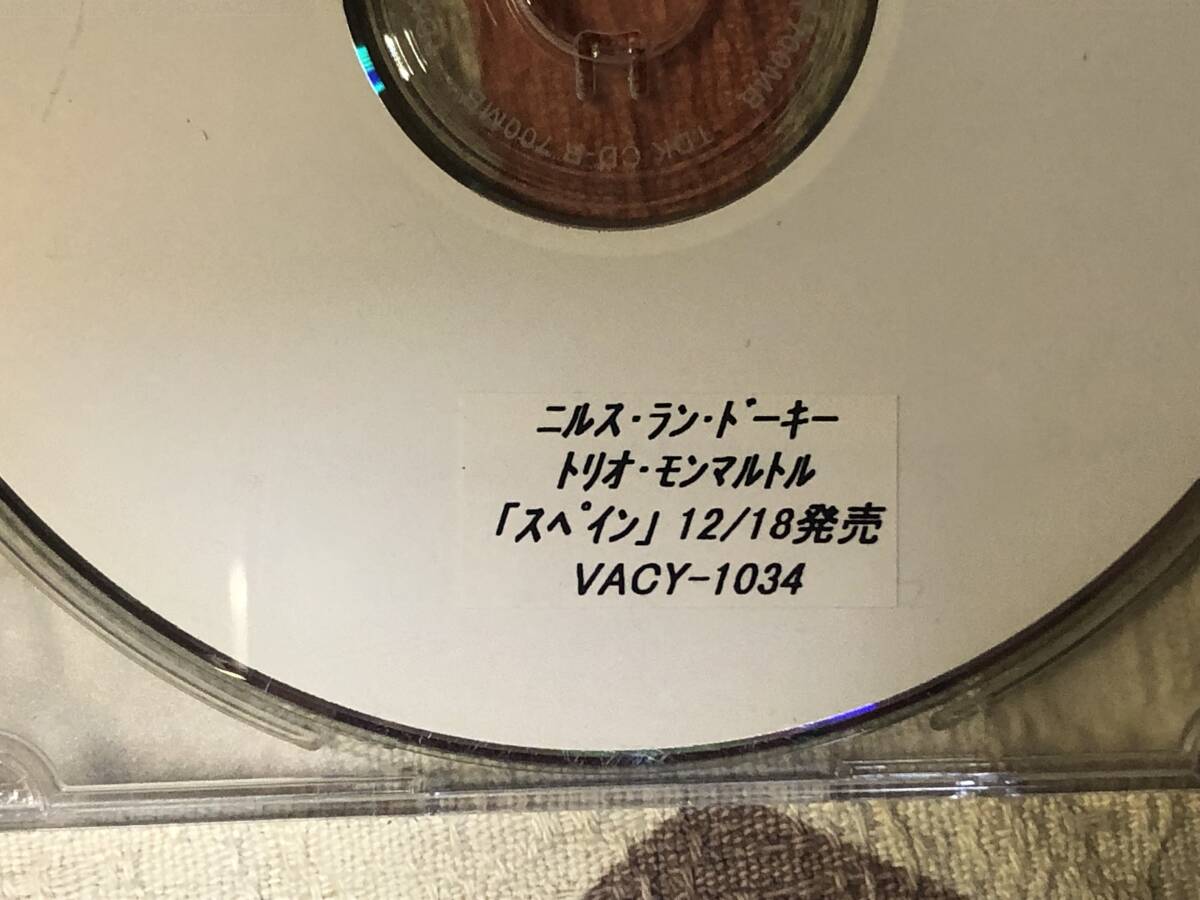 TDK CD-R 700MB
700MB
ﾆﾙｽ･ﾗﾝ･ﾄﾞｰｷｰ
ﾄﾘｵ･ﾓﾝﾏﾙﾄﾙ
｢ｽﾍﾟｲﾝ｣ 12/18発売
VACY-1034